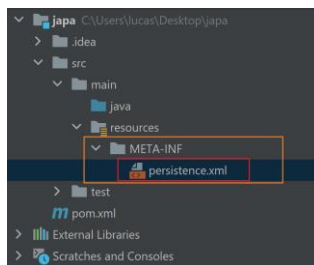 japa C:\Users\lucas\Desktop\japa
.idea
src
main
java
resources
META-INF
persistence.xml
test
pom.xml
External Libraries
Scratches and Consoles